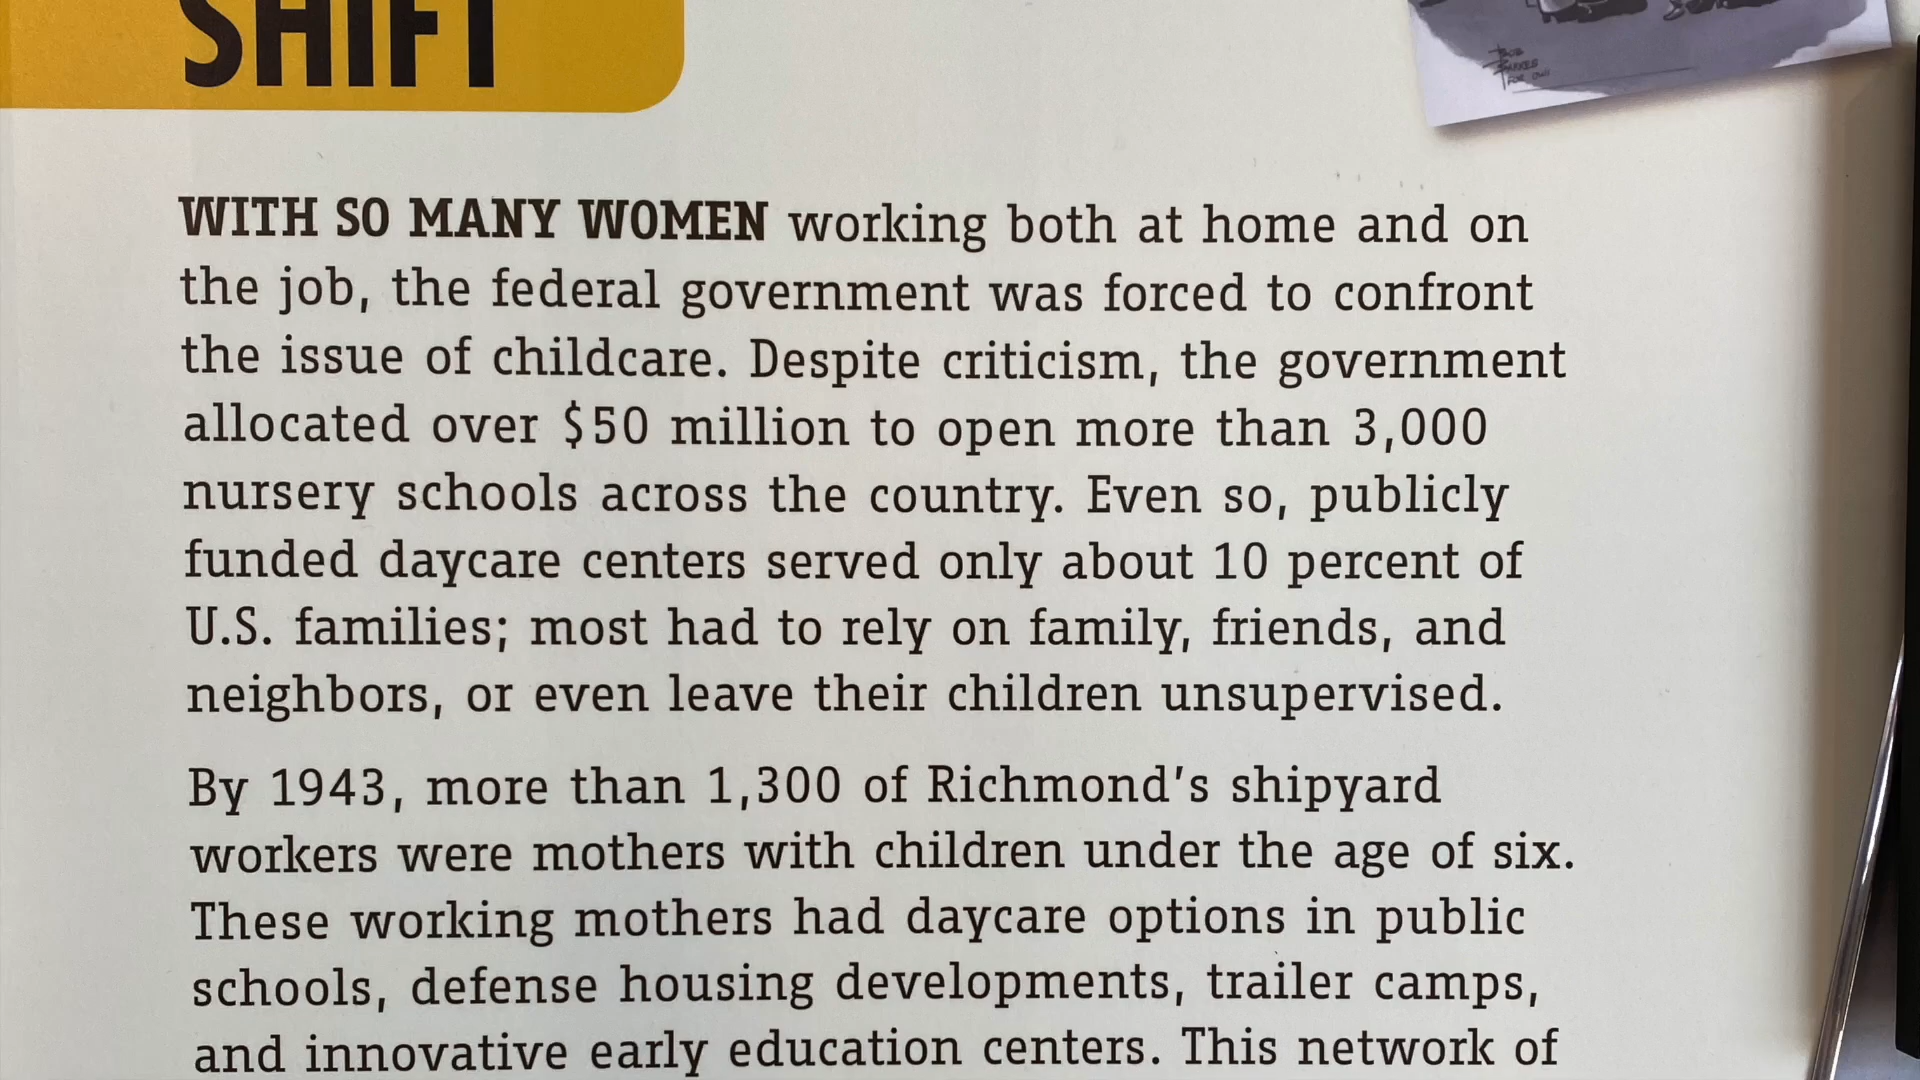 SHIFT
WITH SO MANY WOMEN working both at home and on
the job, the federal government was forced to confront
the issue of childcare. Despite criticism, the government
allocated over $50 million to open more than 3,000
nursery schools across the country. Even so, publicly
funded daycare centers served only about 10 percent of
U.S. families; most had to rely on family, friends, and
neighbors, or even leave their children unsupervised.
By 1943, more than 1,300 of Richmond's shipyard
workers were mothers with children under the age of six.
These working mothers had daycare options in public
schools, defense housing developments, trailer camps,
and innovative early education centers. This network of